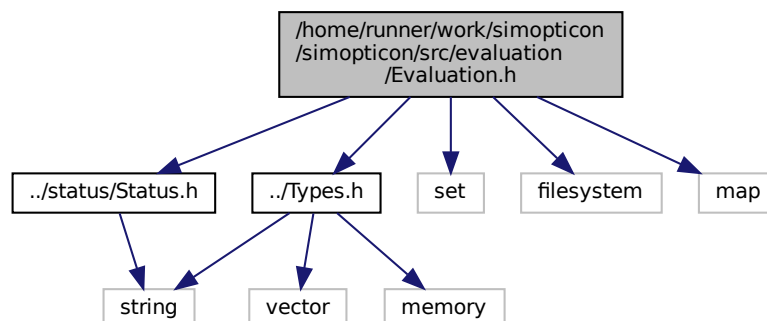 /home/runner/work/simopticon
/simopticon/src/evaluation
/Evaluation.h
../status/Status.h
../Types.h
set
filesystem
map
string
vector
memory